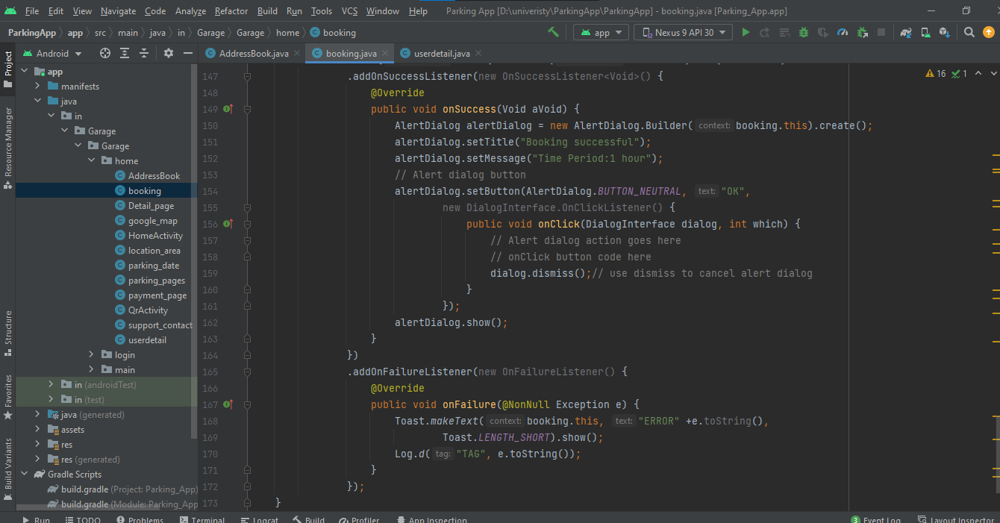 File Edit View Navigate Code Analyze Refactor Build Run Tools VCS Window Help Parking App [D:\univeristy\ParkingApp\ParkingApp] - booking.java [Parking_App.app]
ParkingApp app src main java in Garage Garage home booking app Nexus 9 API 30
Project
Android
AddressBook.java booking.java userdetail.java
app
manifests
java
in
Garage
Garage
home
AddressBook
booking
Detail_page
google_map
HomeActivity
location_area
parking_date
parking_pages
payment_page
QrActivity
support_contact
userdetail
login
main
in (androidTest)
in (test)
java (generated)
assets
res
res (generated)
Gradle Scripts
build.gradle (Project: Parking_App)
build.gradle (Module: Parking_App
Resource Manager
Structure
Favorites
Build Variants
16 1
147 .addOnSuccessListener(new OnSuccessListener<Void>() {
148 @Override
149 public void onSuccess(Void aVoid) {
150 AlertDialog alertDialog = new AlertDialog.Builder( context: booking.this).create();
151 alertDialog.setTitle("Booking successful");
152 alertDialog.setMessage("Time Period:1 hour");
153 // Alert dialog button
154 alertDialog.setButton(AlertDialog.BUTTON_NEUTRAL, text: "OK",
155 new DialogInterface.OnClickListener() {
156 public void onClick(DialogInterface dialog, int which) {
157 // Alert dialog action goes here
158 // onClick button code here
159 dialog.dismiss();// use dismiss to cancel alert dialog
160 }
161 });
162 alertDialog.show();
163 }
164 })
165 .addOnFailureListener(new OnFailureListener() {
166 @Override
167 public void onFailure(@NonNull Exception e) {
168 Toast.makeText( context: booking.this, text: "ERROR" +e.toString(),
169 Toast.LENGTH_SHORT).show();
170 Log.d( tag: "TAG", e.toString());
171 }
172 });
173 }
Run TODO Problems Terminal Logcat Build Profiler App Inspection 3 Event Log Layout Inspector